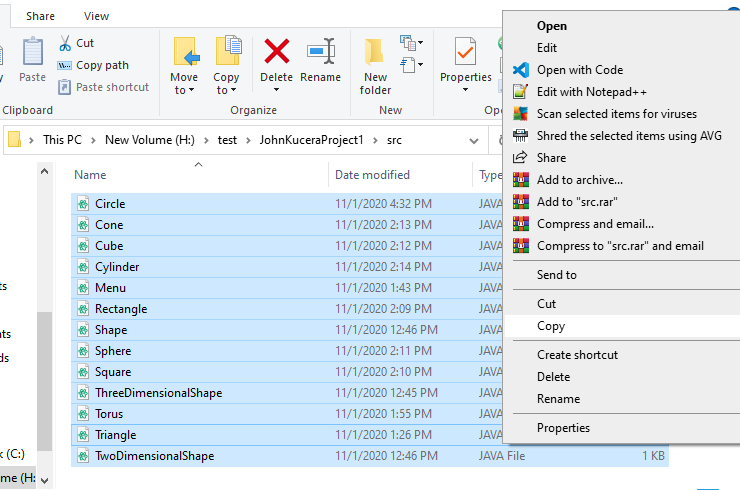 Share View
Cut
Copy path
Paste shortcut
Paste
Clipboard
Move to
Copy to
Delete
Rename
Organize
New folder
New
Properties
This PC > New Volume (H:) > test > JohnKuceraProject1 > src
Name Date modified
Circle 11/1/2020 4:32 PM JAVA
Cone 11/1/2020 2:13 PM JAVA
Cube 11/1/2020 2:12 PM JAVA
Cylinder 11/1/2020 2:14 PM JAVA
Menu 11/1/2020 1:43 PM JAVA
Rectangle 11/1/2020 2:09 PM JAVA
Shape 11/1/2020 12:46 PM JAVA
Sphere 11/1/2020 2:11 PM JAVA
Square 11/1/2020 2:10 PM JAVA
ThreeDimensionalShape 11/1/2020 12:45 PM JAVA
Torus 11/1/2020 1:55 PM JAVA
Triangle 11/1/2020 1:26 PM JAVA
TwoDimensionalShape 11/1/2020 12:46 PM JAVA File 1 KB
(C:)
me (H:
Open
Edit
Open with Code
Edit with Notepad++
Scan selected items for viruses
Shred the selected items using AVG
Share
Add to archive...
Add to "src.rar"
Compress and email...
Compress to "src.rar" and email
Send to
Cut
Copy
Create shortcut
Delete
Rename
Properties